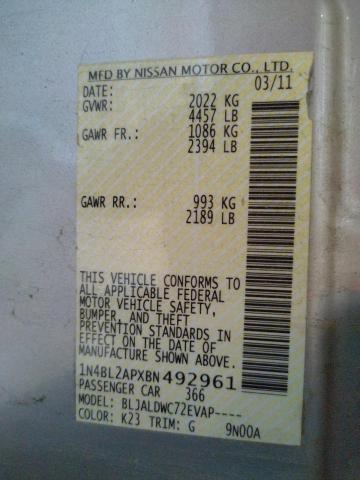 MFD BY NISSAN MOTOR CO., LTD.
DATE: 03/11
GVWR: 2022 KG
4457 LB
GAWR FR.: 1086 KG
2394 LB
GAWR RR.: 993 KG
2189 LB
THIS VEHICLE CONFORMS TO
ALL APPLICABLE FEDERAL
MOTOR VEHICLE SAFETY,
BUMPER, AND THEFT
PREVENTION STANDARDS IN
EFFECT ON THE DATE OF
MANUFACTURE SHOWN ABOVE.
1N4BL2APXBN492961
PASSENGER CAR 366
MODEL: BLJALDWC72EVAP----
COLOR: K23 TRIM: G 9N00A